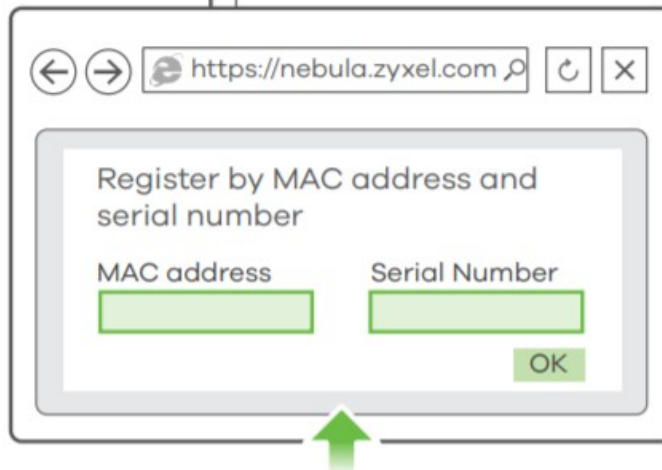 https://nebula.zyxel.com
Register by MAC address and
serial number
MAC address Serial Number
OK